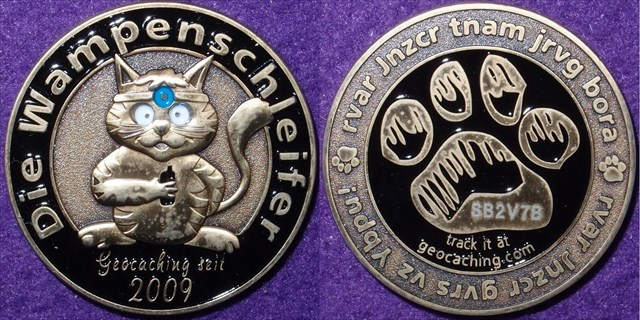 Die Wampenschleifer
Geocaching seit
2009
rvar Jnzcr tnam jrvg bora
rvar Jnzcr gvrs vz Ybpu!
SB2V7B
track it at
geocaching.com